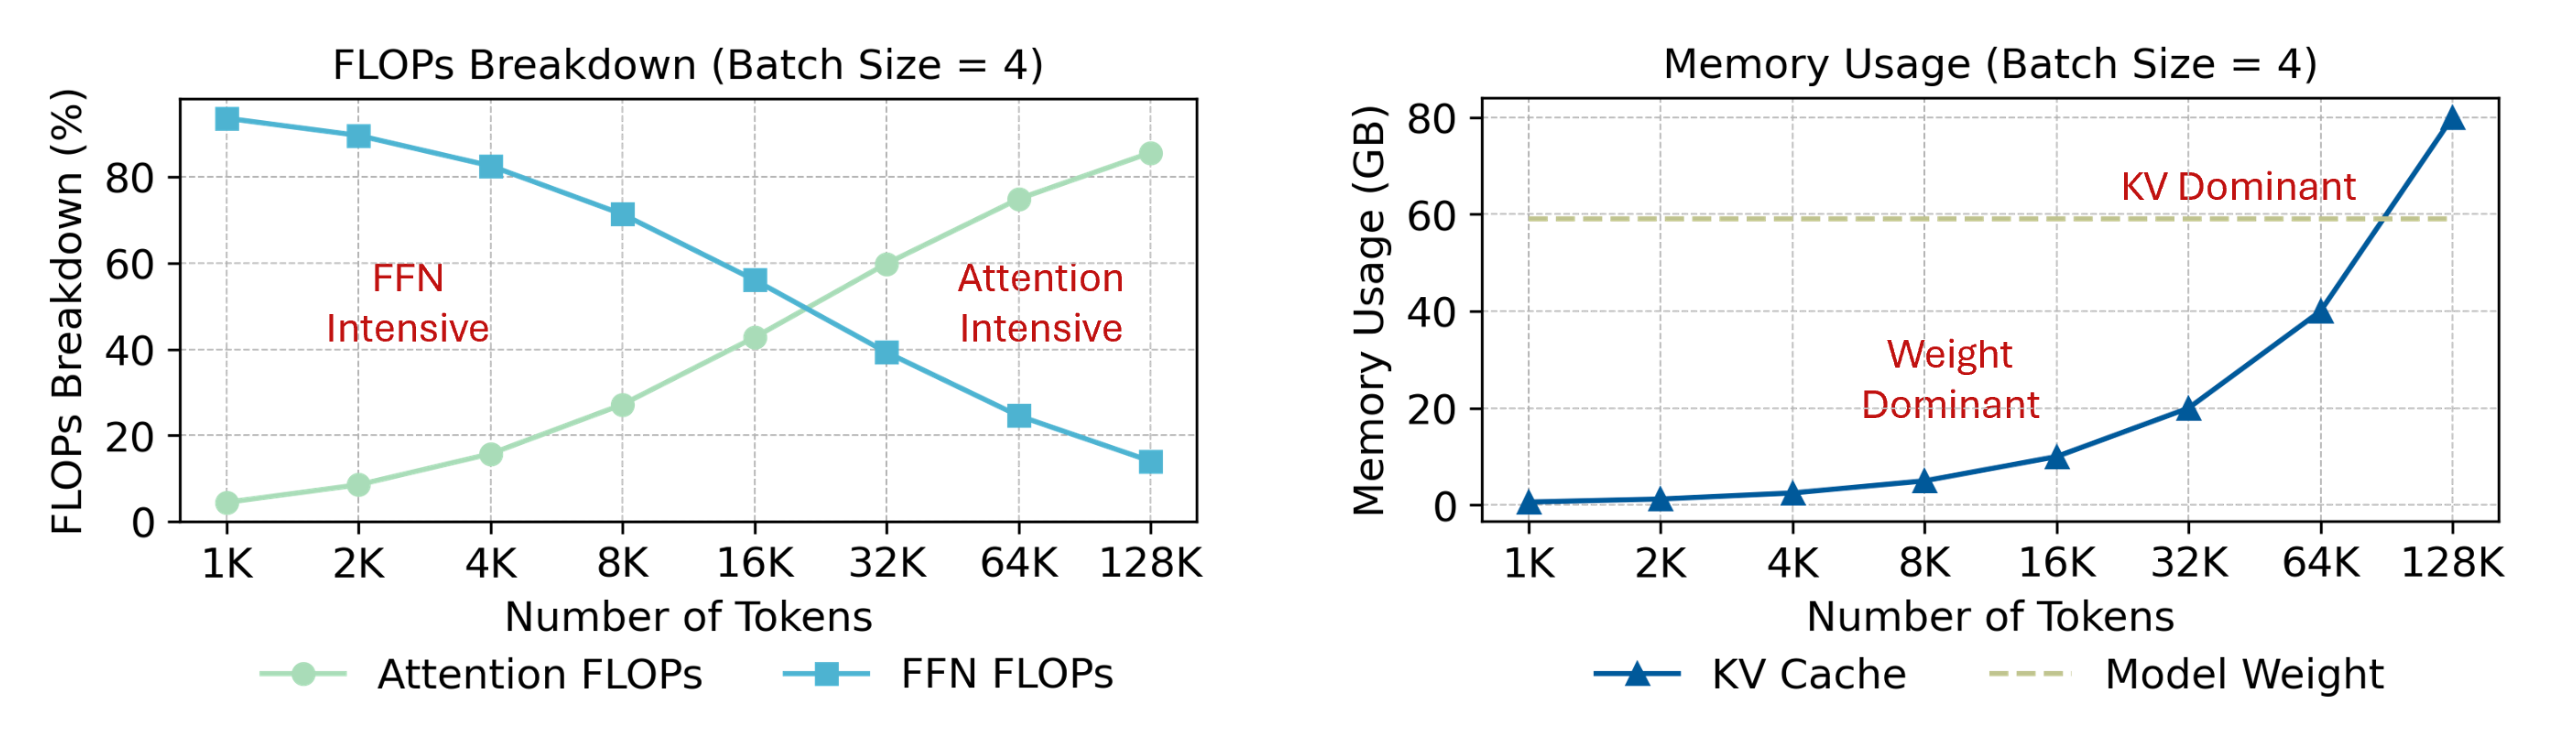 FLOPs Breakdown (Batch Size = 4)
FLOPs Breakdown (%)
80
60
40
20
0
FFN
Intensive
Attention
Intensive
1K 2K 4K 8K 16K 32K 64K 128K
Number of Tokens
Attention FLOPs FFN FLOPs
Memory Usage (Batch Size = 4)
Memory Usage (GB)
80
60
40
20
0
KV Dominant
Weight
Dominant
1K 2K 4K 8K 16K 32K 64K 128K
Number of Tokens
KV Cache Model Weight